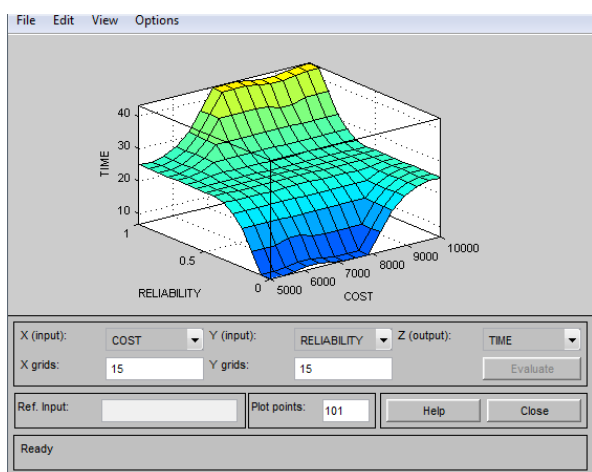 File Edit View Options
40
30
20
10
TIME
1
0.5
0
RELIABILITY
5000 6000 7000 8000 9000 10000
COST
X (input): COST Y (input): RELIABILITY Z (output): TIME
X grids: 15 Y grids: 15 Evaluate
Ref. Input: Plot points: 101 Help Close
Ready